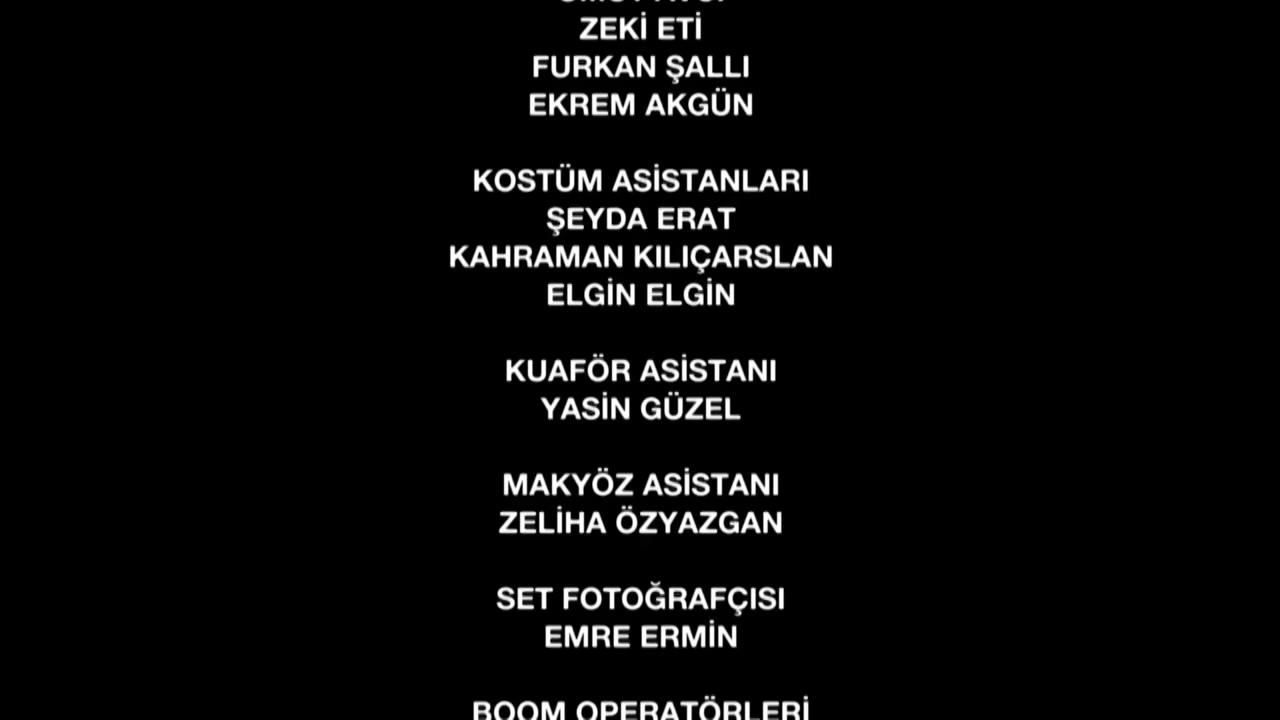 ZEKİ ETİ
FURKAN ŞALLI
EKREM AKGÜN
KOSTÜM ASİSTANLARI
ŞEYDA ERAT
KAHRAMAN KILIÇARSLAN
ELGİN ELGİN
KUAFÖR ASİSTANI
YASİN GÜZEL
MAKYÖZ ASİSTANI
ZELİHA ÖZYAZGAN
SET FOTOĞRAFÇISI
EMRE ERMİN
BOOM OPERATÖRLERİ